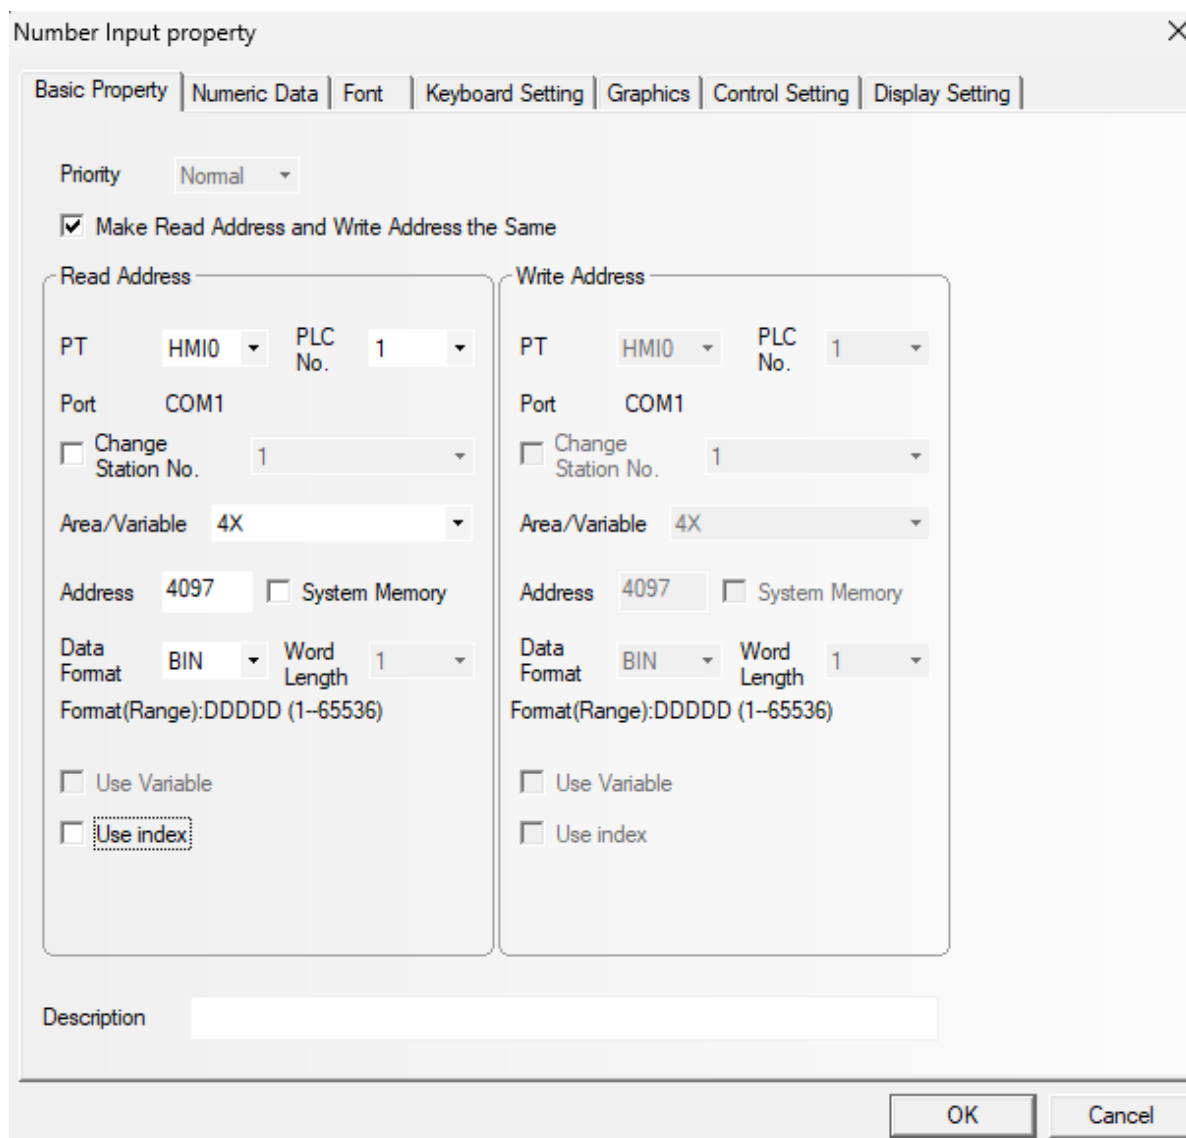 Number Input property
Basic Property Numeric Data Font Keyboard Setting Graphics Control Setting Display Setting
Priority Normal
Make Read Address and Write Address the Same
Read Address
PT HMI0 PLC No. 1
Port COM1
Change Station No. 1
Area/Variable 4X
Address 4097 System Memory
Data Format BIN Word Length 1
Format(Range):DDDDD (1--65536)
Use Variable
Use index
Write Address
PT HMI0 PLC No. 1
Port COM1
Change Station No. 1
Area/Variable 4X
Address 4097 System Memory
Data Format BIN Word Length 1
Format(Range):DDDDD (1--65536)
Use Variable
Use index
Description
OK Cancel